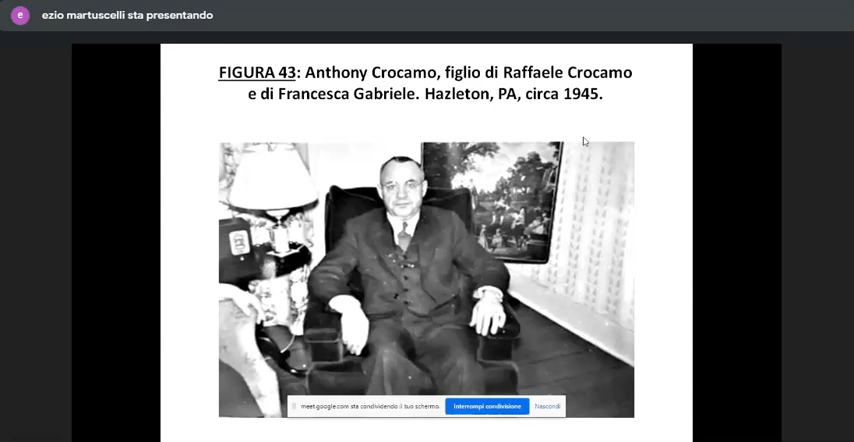 e ezio martuscelli sta presentando
FIGURA 43: Anthony Crocamo, figlio di Raffaele Crocamo
e di Francesca Gabriele. Hazleton, PA, circa 1945.
meet.google.com sta condividendo il tuo schermo. Interrompi condivisione Nascondi